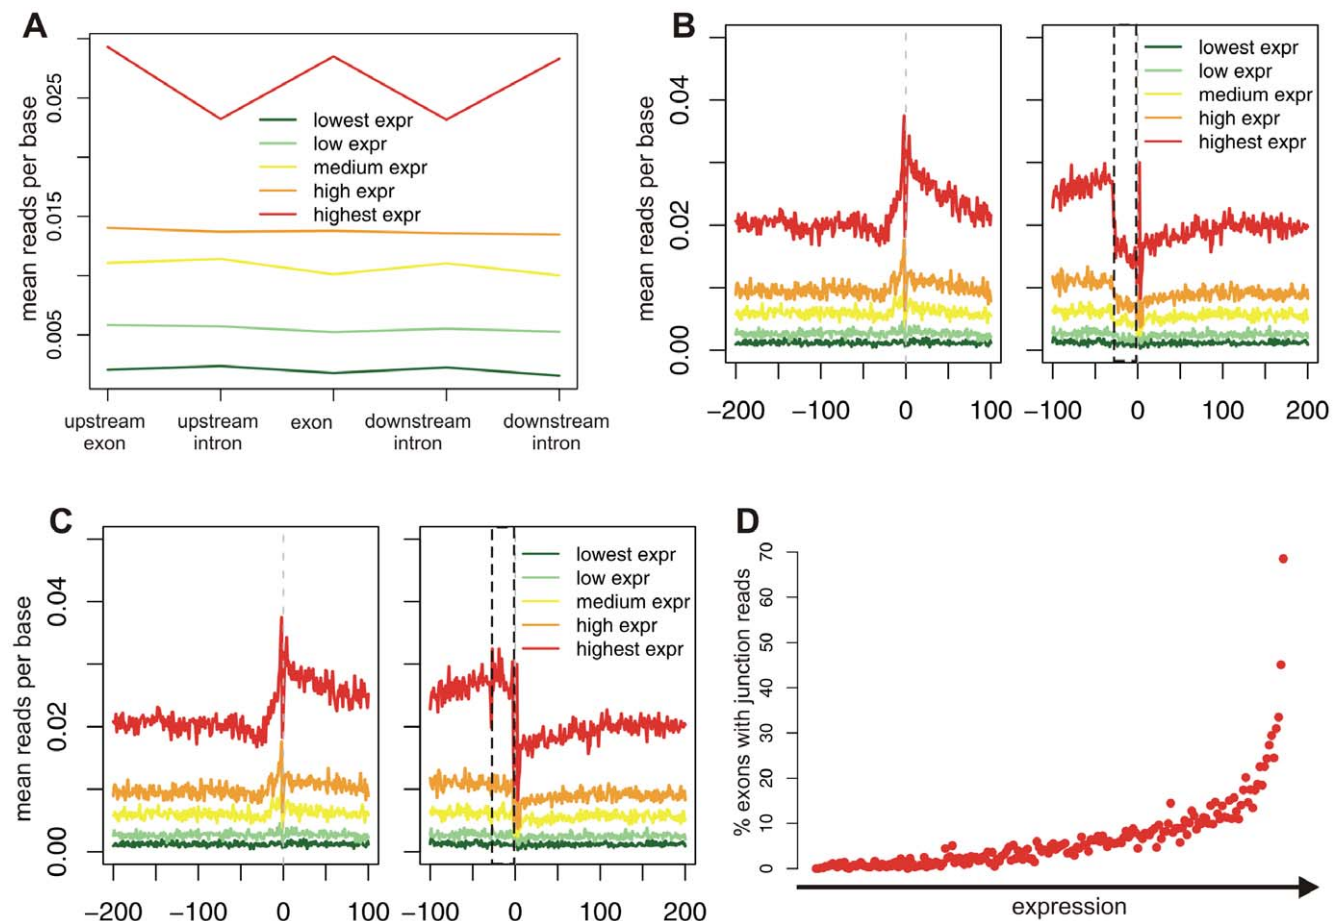 A
mean reads per base
0.025
0.015
0.005
lowest expr
low expr
medium expr
high expr
highest expr
upstream exon
upstream intron
exon
downstream intron
downstream intron
B
mean reads per base
0.04
0.02
0.00
−200 −100 0 100
lowest expr
low expr
medium expr
high expr
highest expr
−100 0 100 200
C
mean reads per base
0.04
0.02
0.00
−200 −100 0 100
lowest expr
low expr
medium expr
high expr
highest expr
−100 0 100 200
D
% exons with junction reads
70
60
50
40
30
20
10
0
expression